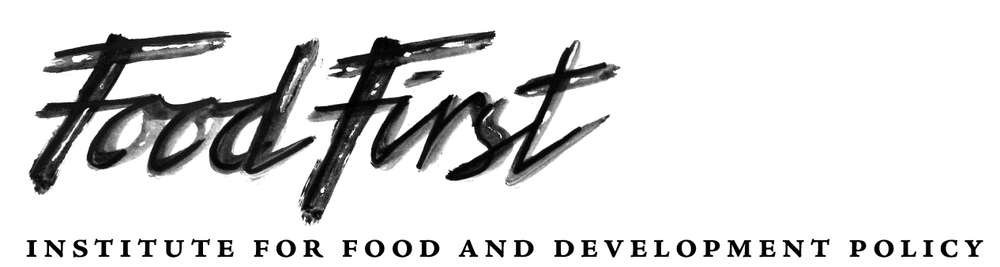 Food First
INSTITUTE FOR FOOD AND DEVELOPMENT POLICY